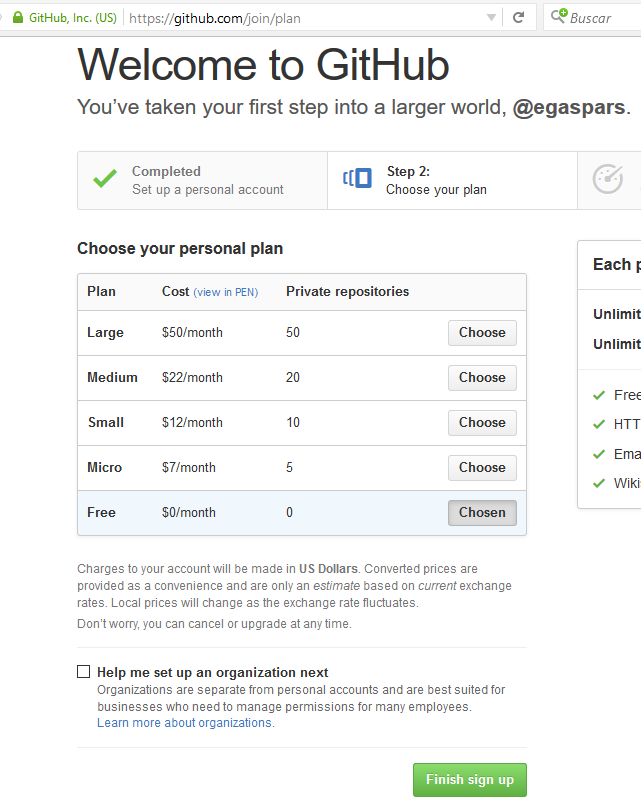 GitHub, Inc. (US) https://github.com/join/plan Buscar
Welcome to GitHub
You've taken your first step into a larger world, @egaspars.
Completed
Set up a personal account
Step 2:
Choose your plan
Choose your personal plan
Plan Cost (view in PEN) Private repositories
Large $50/month 50 Choose
Medium $22/month 20 Choose
Small $12/month 10 Choose
Micro $7/month 5 Choose
Free $0/month 0 Chosen
Charges to your account will be made in US Dollars. Converted prices are
provided as a convenience and are only an estimate based on current exchange
rates. Local prices will change as the exchange rate fluctuates.
Don't worry, you can cancel or upgrade at any time.
Help me set up an organization next
Organizations are separate from personal accounts and are best suited for
businesses who need to manage permissions for many employees.
Learn more about organizations.
Finish sign up
Each p
Unlimit
Unlimit
Free
HTT
Ema
Wiki